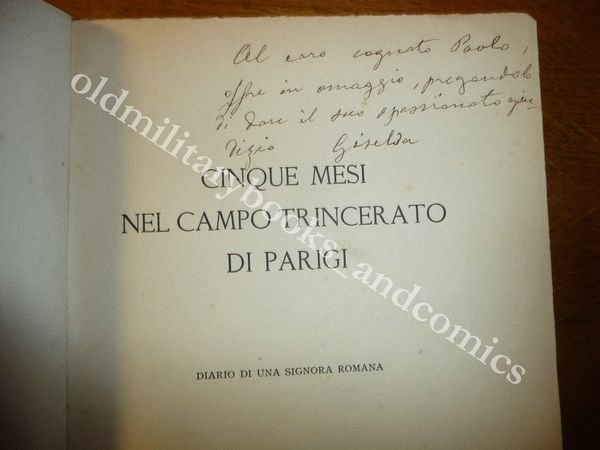 Al caro cognato Paolo,
offre in omaggio, pregandolo
di dare il suo spassionato giu-
dizio Giselda
CINQUE MESI
NEL CAMPO TRINCERATO
DI PARIGI
DIARIO DI UNA SIGNORA ROMANA
oldmilitarybooks_andcomics